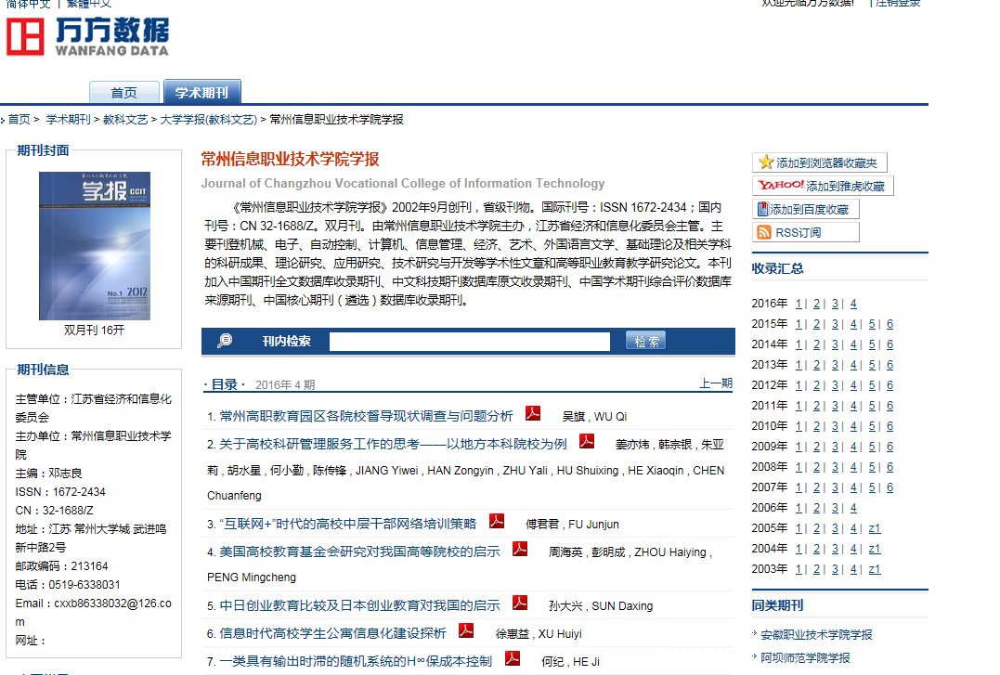 简体中文 | 繁體中文
欢迎光临万方数据! | 注销登录
万方数据
WANFANG DATA
首页
学术期刊
首页 > 学术期刊 > 教科文艺 > 大学学报(教科文艺) > 常州信息职业技术学院学报
期刊封面
学报 CCIT
No.1 2012
双月刊 16开
期刊信息
主管单位：江苏省经济和信息化
委员会
主办单位：常州信息职业技术学
院
主编：邓志良
ISSN：1672-2434
CN：32-1688/Z
地址：江苏 常州大学城 武进鸣
新中路2号
邮政编码：213164
电话：0519-6338031
Email：cxxb86338032@126.co
m
网址：
常州信息职业技术学院学报
Journal of Changzhou Vocational College of Information Technology
《常州信息职业技术学院学报》2002年9月创刊，省级刊物。国际刊号：ISSN 1672-2434；国内
刊号：CN 32-1688/Z。双月刊。由常州信息职业技术学院主办，江苏省经济和信息化委员会主管。主
要刊登机械、电子、自动控制、计算机、信息管理、经济、艺术、外国语言文学、基础理论及相关学科
的科研成果、理论研究、应用研究、技术研究与开发等学术性文章和高等职业教育教学研究论文。本刊
加入中国期刊全文数据库收录期刊、中文科技期刊数据库原文收录期刊、中国学术期刊综合评价数据库
来源期刊、中国核心期刊（遴选）数据库收录期刊。
刊内检索
检 索
· 目录 · 2016年 4 期
上一期
1. 常州高职教育园区各院校督导现状调查与问题分析 吴旗 , WU Qi
2. 关于高校科研管理服务工作的思考——以地方本科院校为例 姜亦炜 , 韩宗银 , 朱亚
莉 , 胡水星 , 何小勤 , 陈传锋 , JIANG Yiwei , HAN Zongyin , ZHU Yali , HU Shuixing , HE Xiaoqin , CHEN
Chuanfeng
3. “互联网+”时代的高校中层干部网络培训策略 傅君君 , FU Junjun
4. 美国高校教育基金会研究对我国高等院校的启示 周海英 , 彭明成 , ZHOU Haiying ,
PENG Mingcheng
5. 中日创业教育比较及日本创业教育对我国的启示 孙大兴 , SUN Daxing
6. 信息时代高校学生公寓信息化建设探析 徐惠益 , XU Huiyi
7. 一类具有输出时滞的随机系统的H∞保成本控制 何纪 , HE Ji
添加到浏览器收藏夹
YAHOO! 添加到雅虎收藏
添加到百度收藏
RSS订阅
收录汇总
2016年 1 | 2 | 3 | 4
2015年 1 | 2 | 3 | 4 | 5 | 6
2014年 1 | 2 | 3 | 4 | 5 | 6
2013年 1 | 2 | 3 | 4 | 5 | 6
2012年 1 | 2 | 3 | 4 | 5 | 6
2011年 1 | 2 | 3 | 4 | 5 | 6
2010年 1 | 2 | 3 | 4 | 5 | 6
2009年 1 | 2 | 3 | 4 | 5 | 6
2008年 1 | 2 | 3 | 4 | 5 | 6
2007年 1 | 2 | 3 | 4 | 5 | 6
2006年 1 | 2 | 3 | 4
2005年 1 | 2 | 3 | 4 | z1
2004年 1 | 2 | 3 | 4 | z1
2003年 1 | 2 | 3 | 4 | z1
同类期刊
安徽职业技术学院学报
阿坝师范学院学报